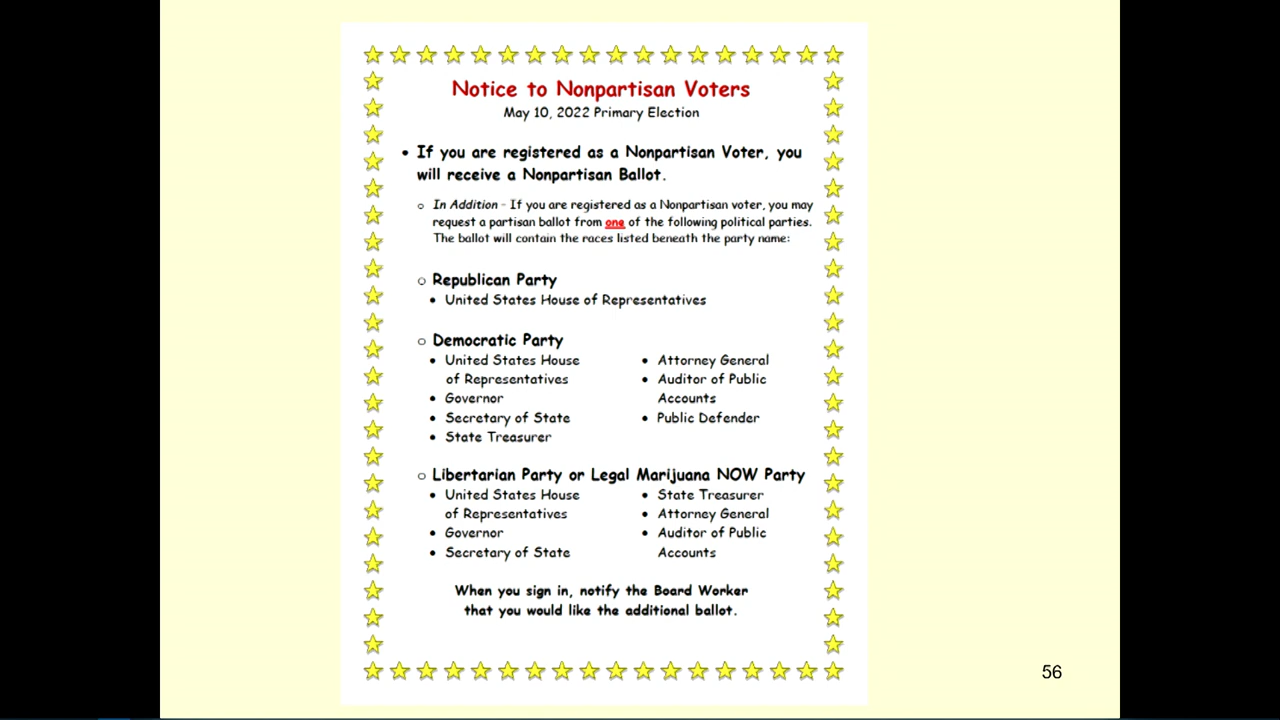 Notice to Nonpartisan Voters
May 10, 2022 Primary Election
• If you are registered as a Nonpartisan Voter, you
will receive a Nonpartisan Ballot.
o In Addition - If you are registered as a Nonpartisan voter, you may
request a partisan ballot from one of the following political parties.
The ballot will contain the races listed beneath the party name:
o Republican Party
• United States House of Representatives
o Democratic Party
• United States House
of Representatives
• Governor
• Secretary of State
• State Treasurer
• Attorney General
• Auditor of Public
Accounts
• Public Defender
o Libertarian Party or Legal Marijuana NOW Party
• United States House
of Representatives
• Governor
• Secretary of State
• State Treasurer
• Attorney General
• Auditor of Public
Accounts
When you sign in, notify the Board Worker
that you would like the additional ballot.
56